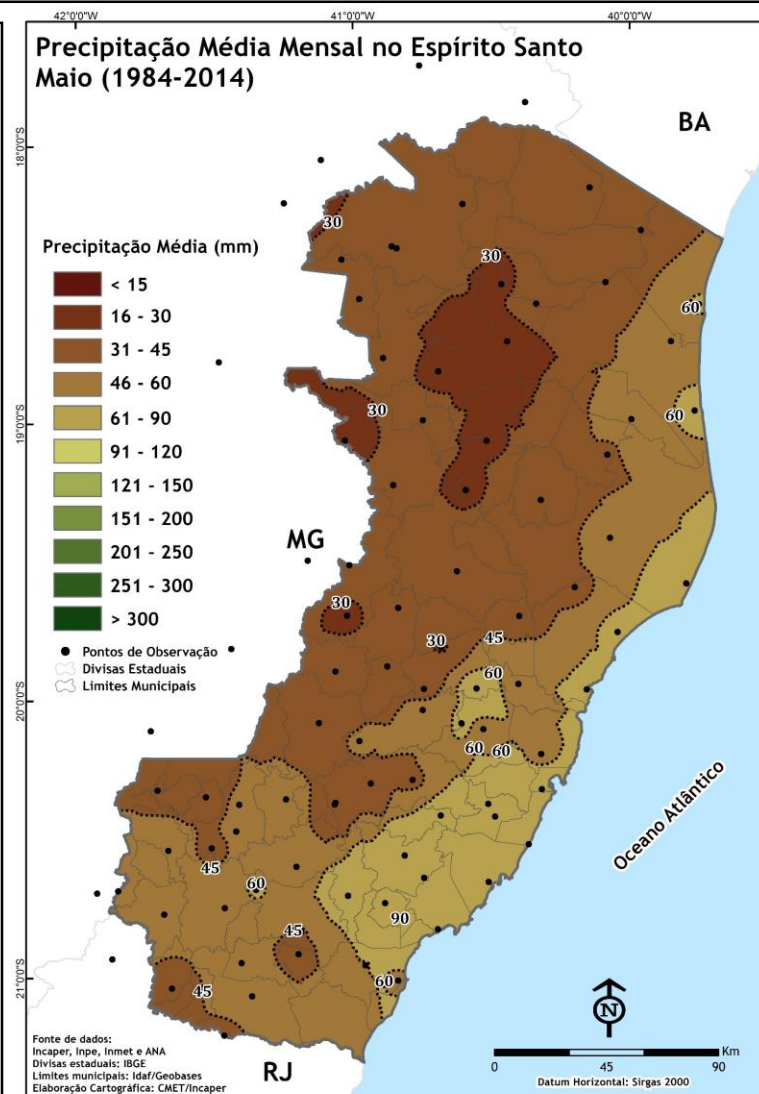 42°0'0"W 41°0'0"W 40°0'0"W
Precipitação Média Mensal no Espírito Santo
Maio (1984-2014)
BA
18°0'0"S
30
Precipitação Média (mm)
30
< 15
16 - 30
60
31 - 45
46 - 60
61 - 90
30
60
91 - 120
19°0'0"S
121 - 150
151 - 200
201 - 250
MG
251 - 300
> 300
30
30
45
Pontos de Observação
Divisas Estaduais
60
Limites Municipais
20°0'0"S
60
60
Oceano Atlântico
45
60
90
45
21°0'0"S
60
45
N
Fonte de dados:
Incaper, Inpe, Inmet e ANA
Divisas estaduais: IBGE
Limites municipais: Idaf/Geobases
Elaboração Cartográfica: CMET/Incaper
RJ
Km
0 45 90
Datum Horizontal: Sirgas 2000